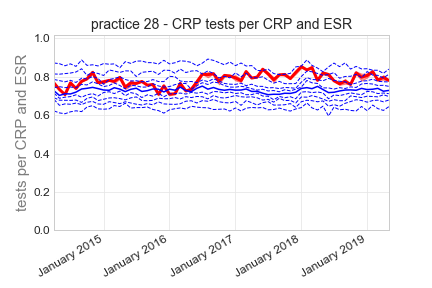 practice 28 - CRP tests per CRP and ESR
tests per CRP and ESR
1.0
0.8
0.6
0.4
0.2
0.0
January 2015
January 2016
January 2017
January 2018
January 2019